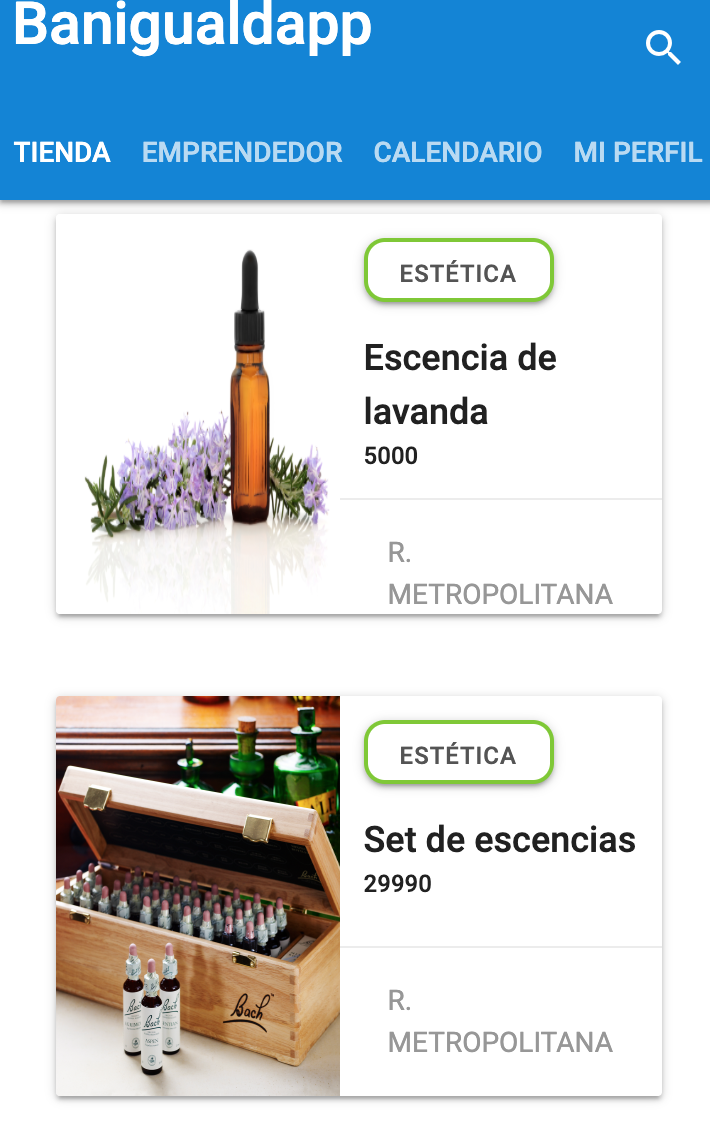 Banigualdapp
TIENDA EMPRENDEDOR CALENDARIO MI PERFIL
ESTÉTICA
Escencia de
lavanda
5000
R.
METROPOLITANA
ESTÉTICA
Set de escencias
29990
R.
METROPOLITANA
Bach
Bach